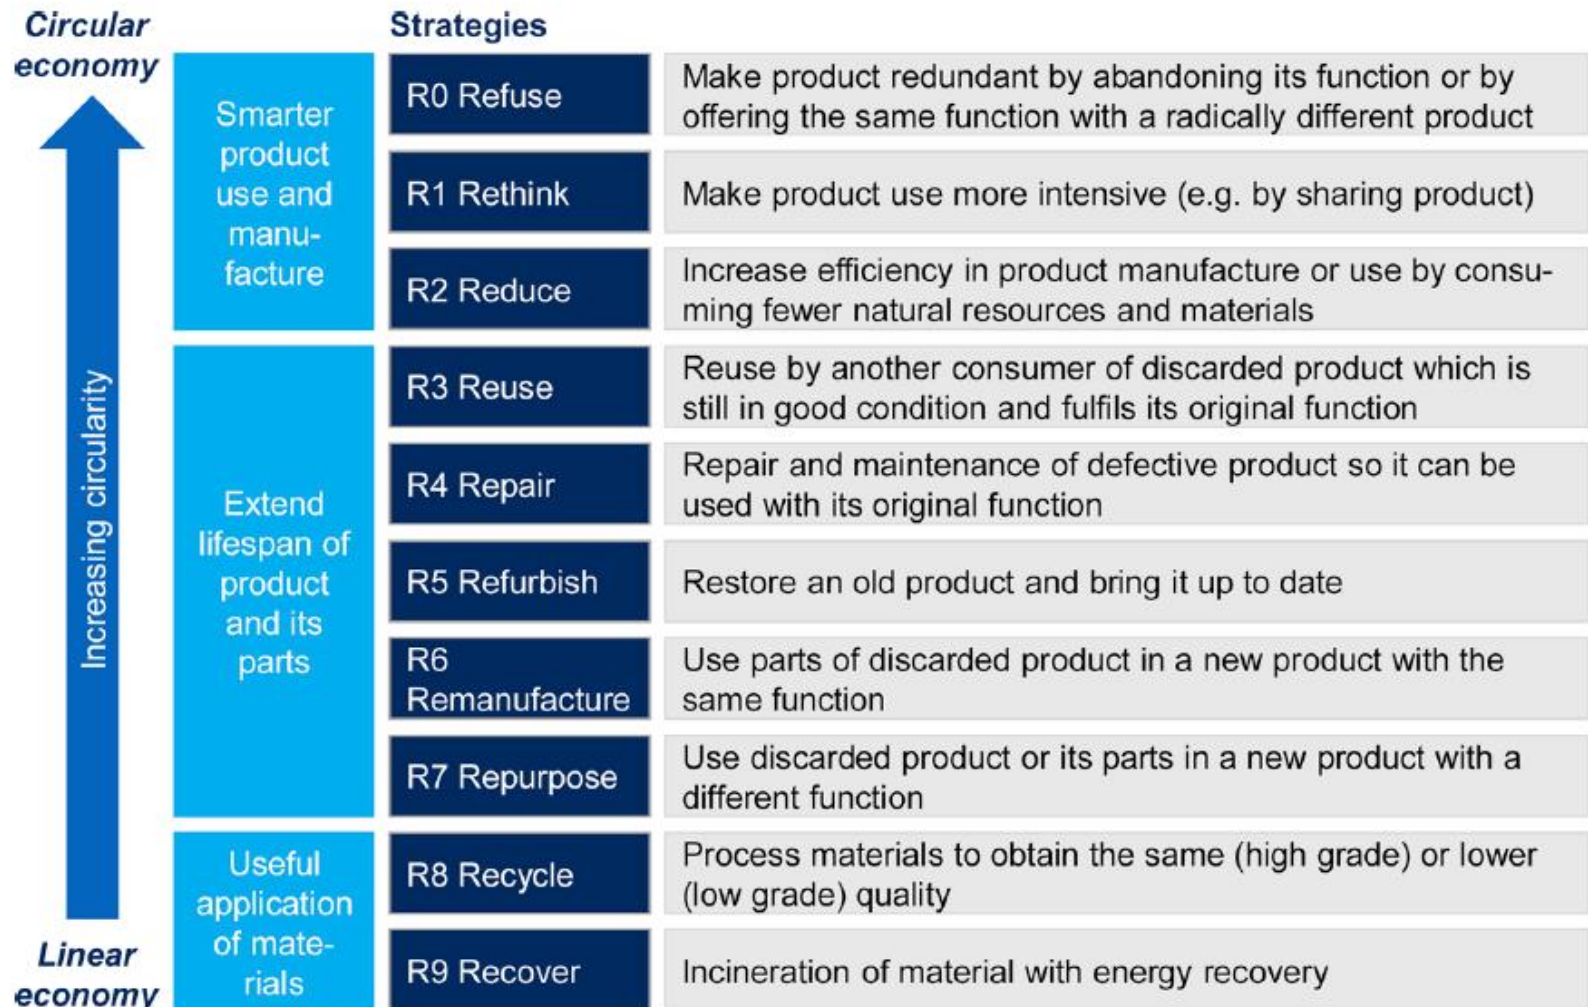 Circular
economy
Strategies
Smarter
product
use and
manu-
facture
R0 Refuse
Make product redundant by abandoning its function or by
offering the same function with a radically different product
R1 Rethink
Make product use more intensive (e.g. by sharing product)
R2 Reduce
Increase efficiency in product manufacture or use by consu-
ming fewer natural resources and materials
Increasing circularity
Extend
lifespan of
product
and its
parts
R3 Reuse
Reuse by another consumer of discarded product which is
still in good condition and fulfils its original function
R4 Repair
Repair and maintenance of defective product so it can be
used with its original function
R5 Refurbish
Restore an old product and bring it up to date
R6
Remanufacture
Use parts of discarded product in a new product with the
same function
R7 Repurpose
Use discarded product or its parts in a new product with a
different function
Useful
application
of mate-
rials
R8 Recycle
Process materials to obtain the same (high grade) or lower
(low grade) quality
R9 Recover
Incineration of material with energy recovery
Linear
economy